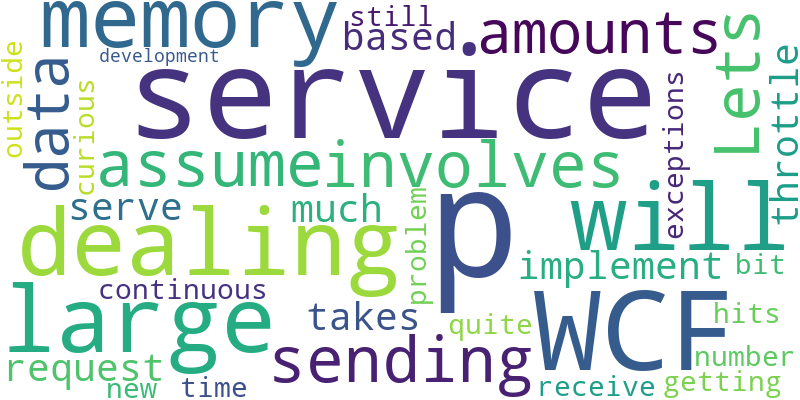 still
memory
based
amounts
development
outside
data
curious
service
exceptions
Lets
throttle
assume
involves
serve
much
dealing
p
will
problem
implement
bit
continuous
large
takes
WCF
hits
quite
sending
number
request
new
time
receive
getting